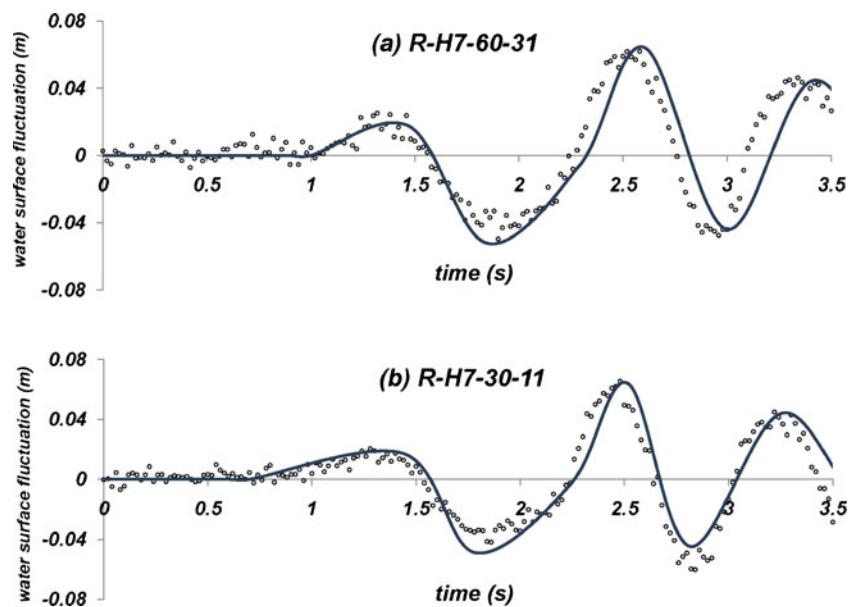 (a) R-H7-60-31
water surface fluctuation (m)
0.08
0.04
0
-0.04
-0.08
0 0.5 1 1.5 2 2.5 3 3.5
time (s)
(b) R-H7-30-11
water surface fluctuation (m)
0.08
0.04
0
-0.04
-0.08
0 0.5 1 1.5 2 2.5 3 3.5
time (s)